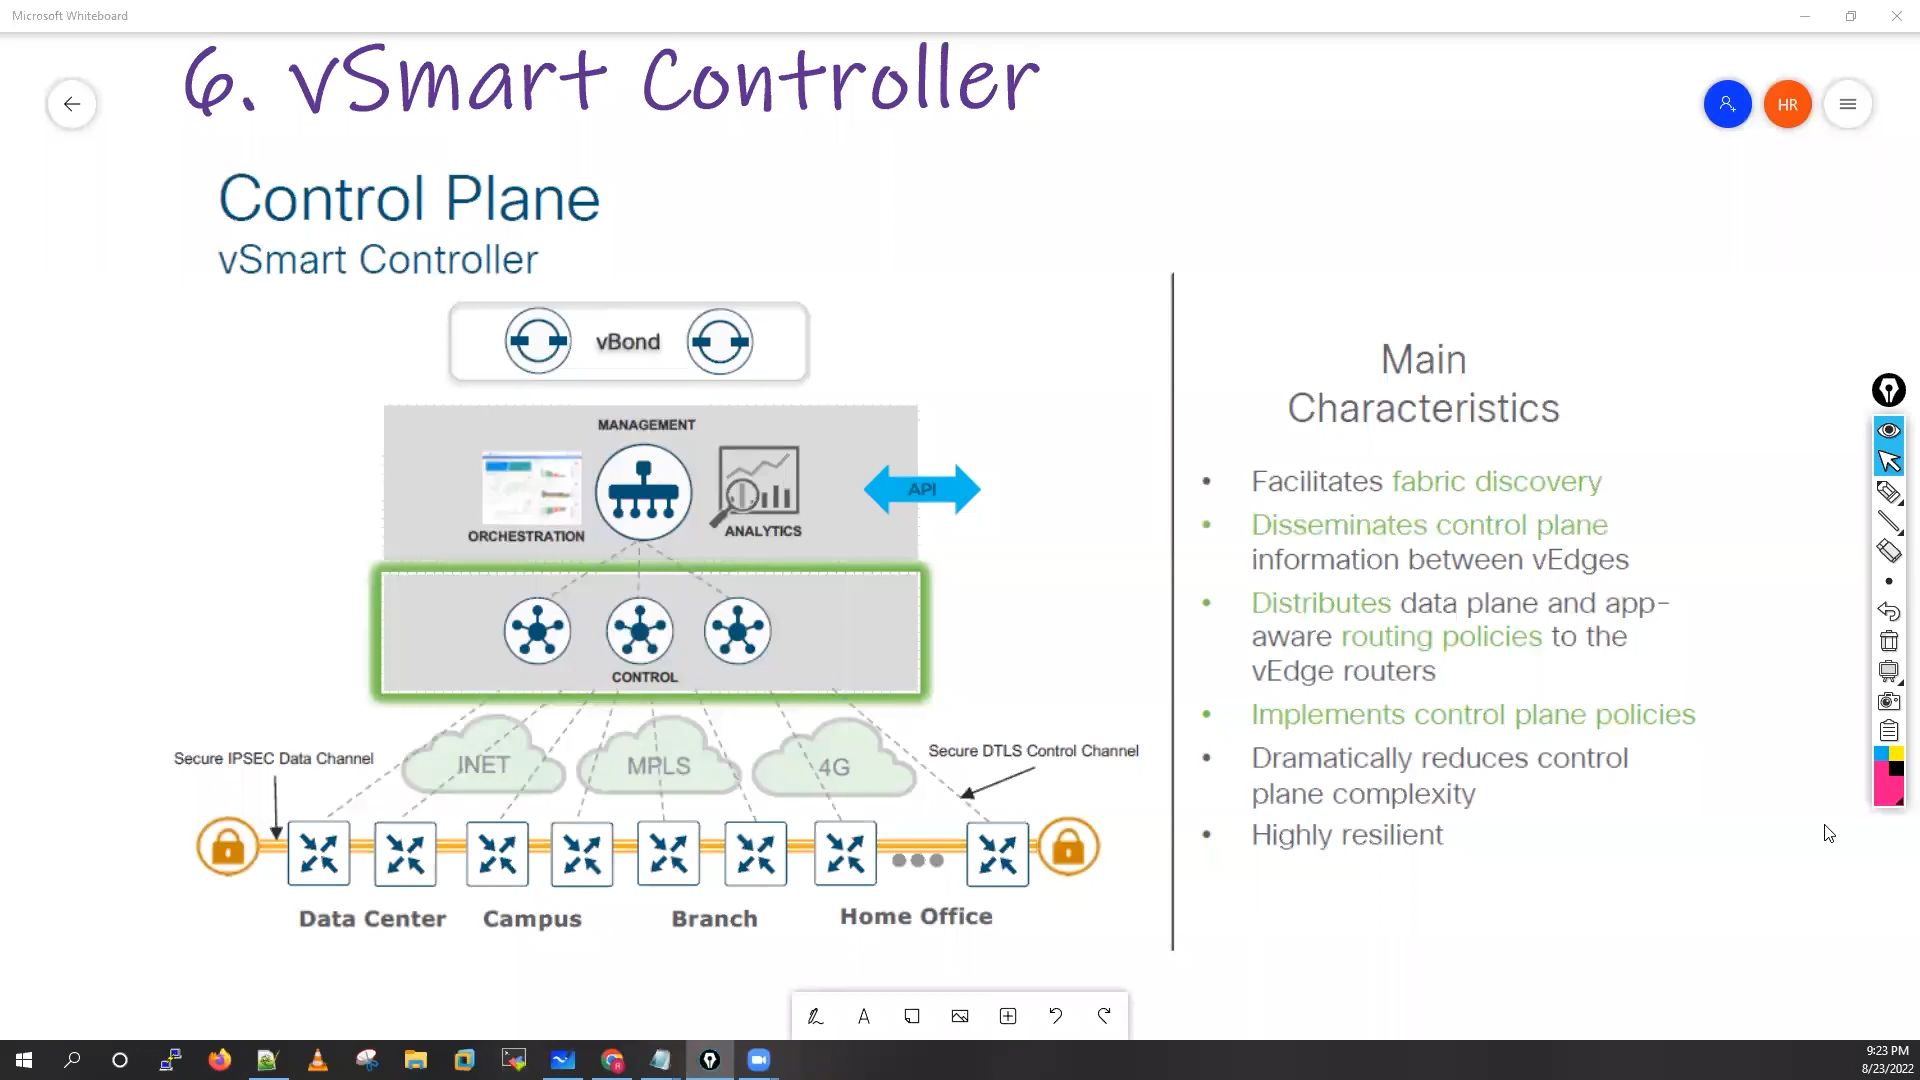 Microsoft Whiteboard
6. vSmart Controller
HR
Control Plane
vSmart Controller
vBond
MANAGEMENT
ORCHESTRATION
ANALYTICS
API
CONTROL
Secure IPSEC Data Channel
INET
MPLS
4G
Secure DTLS Control Channel
Data Center
Campus
Branch
Home Office
Main
Characteristics
• Facilitates fabric discovery
• Disseminates control plane
information between vEdges
• Distributes data plane and app-
aware routing policies to the
vEdge routers
• Implements control plane policies
• Dramatically reduces control
plane complexity
• Highly resilient
9:23 PM
8/23/2022